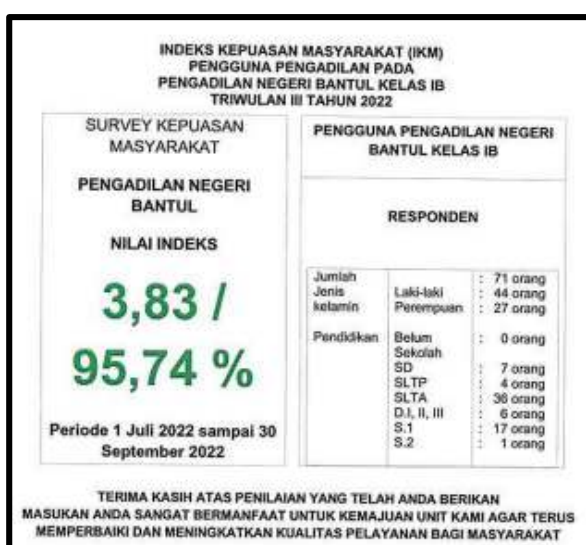 INDEKS KEPUASAN MASYARAKAT (IKM)
PENGGUNA PENGADILAN PADA
PENGADILAN NEGERI BANTUL KELAS IB
TRIWULAN III TAHUN 2022
SURVEY KEPUASAN
MASYARAKAT
PENGADILAN NEGERI
BANTUL
NILAI INDEKS
3,83 /
95,74 %
Periode 1 Juli 2022 sampai 30
September 2022
PENGGUNA PENGADILAN NEGERI
BANTUL KELAS IB
RESPONDEN
Jumlah : 71 orang
Jenis Laki-laki : 44 orang
kelamin Perempuan : 27 orang
Pendidikan Belum : 0 orang
Sekolah
SD : 7 orang
SLTP : 4 orang
SLTA : 36 orang
D.I, II, III : 6 orang
S.1 : 17 orang
S.2 : 1 orang
TERIMA KASIH ATAS PENILAIAN YANG TELAH ANDA BERIKAN
MASUKAN ANDA SANGAT BERMANFAAT UNTUK KEMAJUAN UNIT KAMI AGAR TERUS
MEMPERBAIKI DAN MENINGKATKAN KUALITAS PELAYANAN BAGI MASYARAKAT